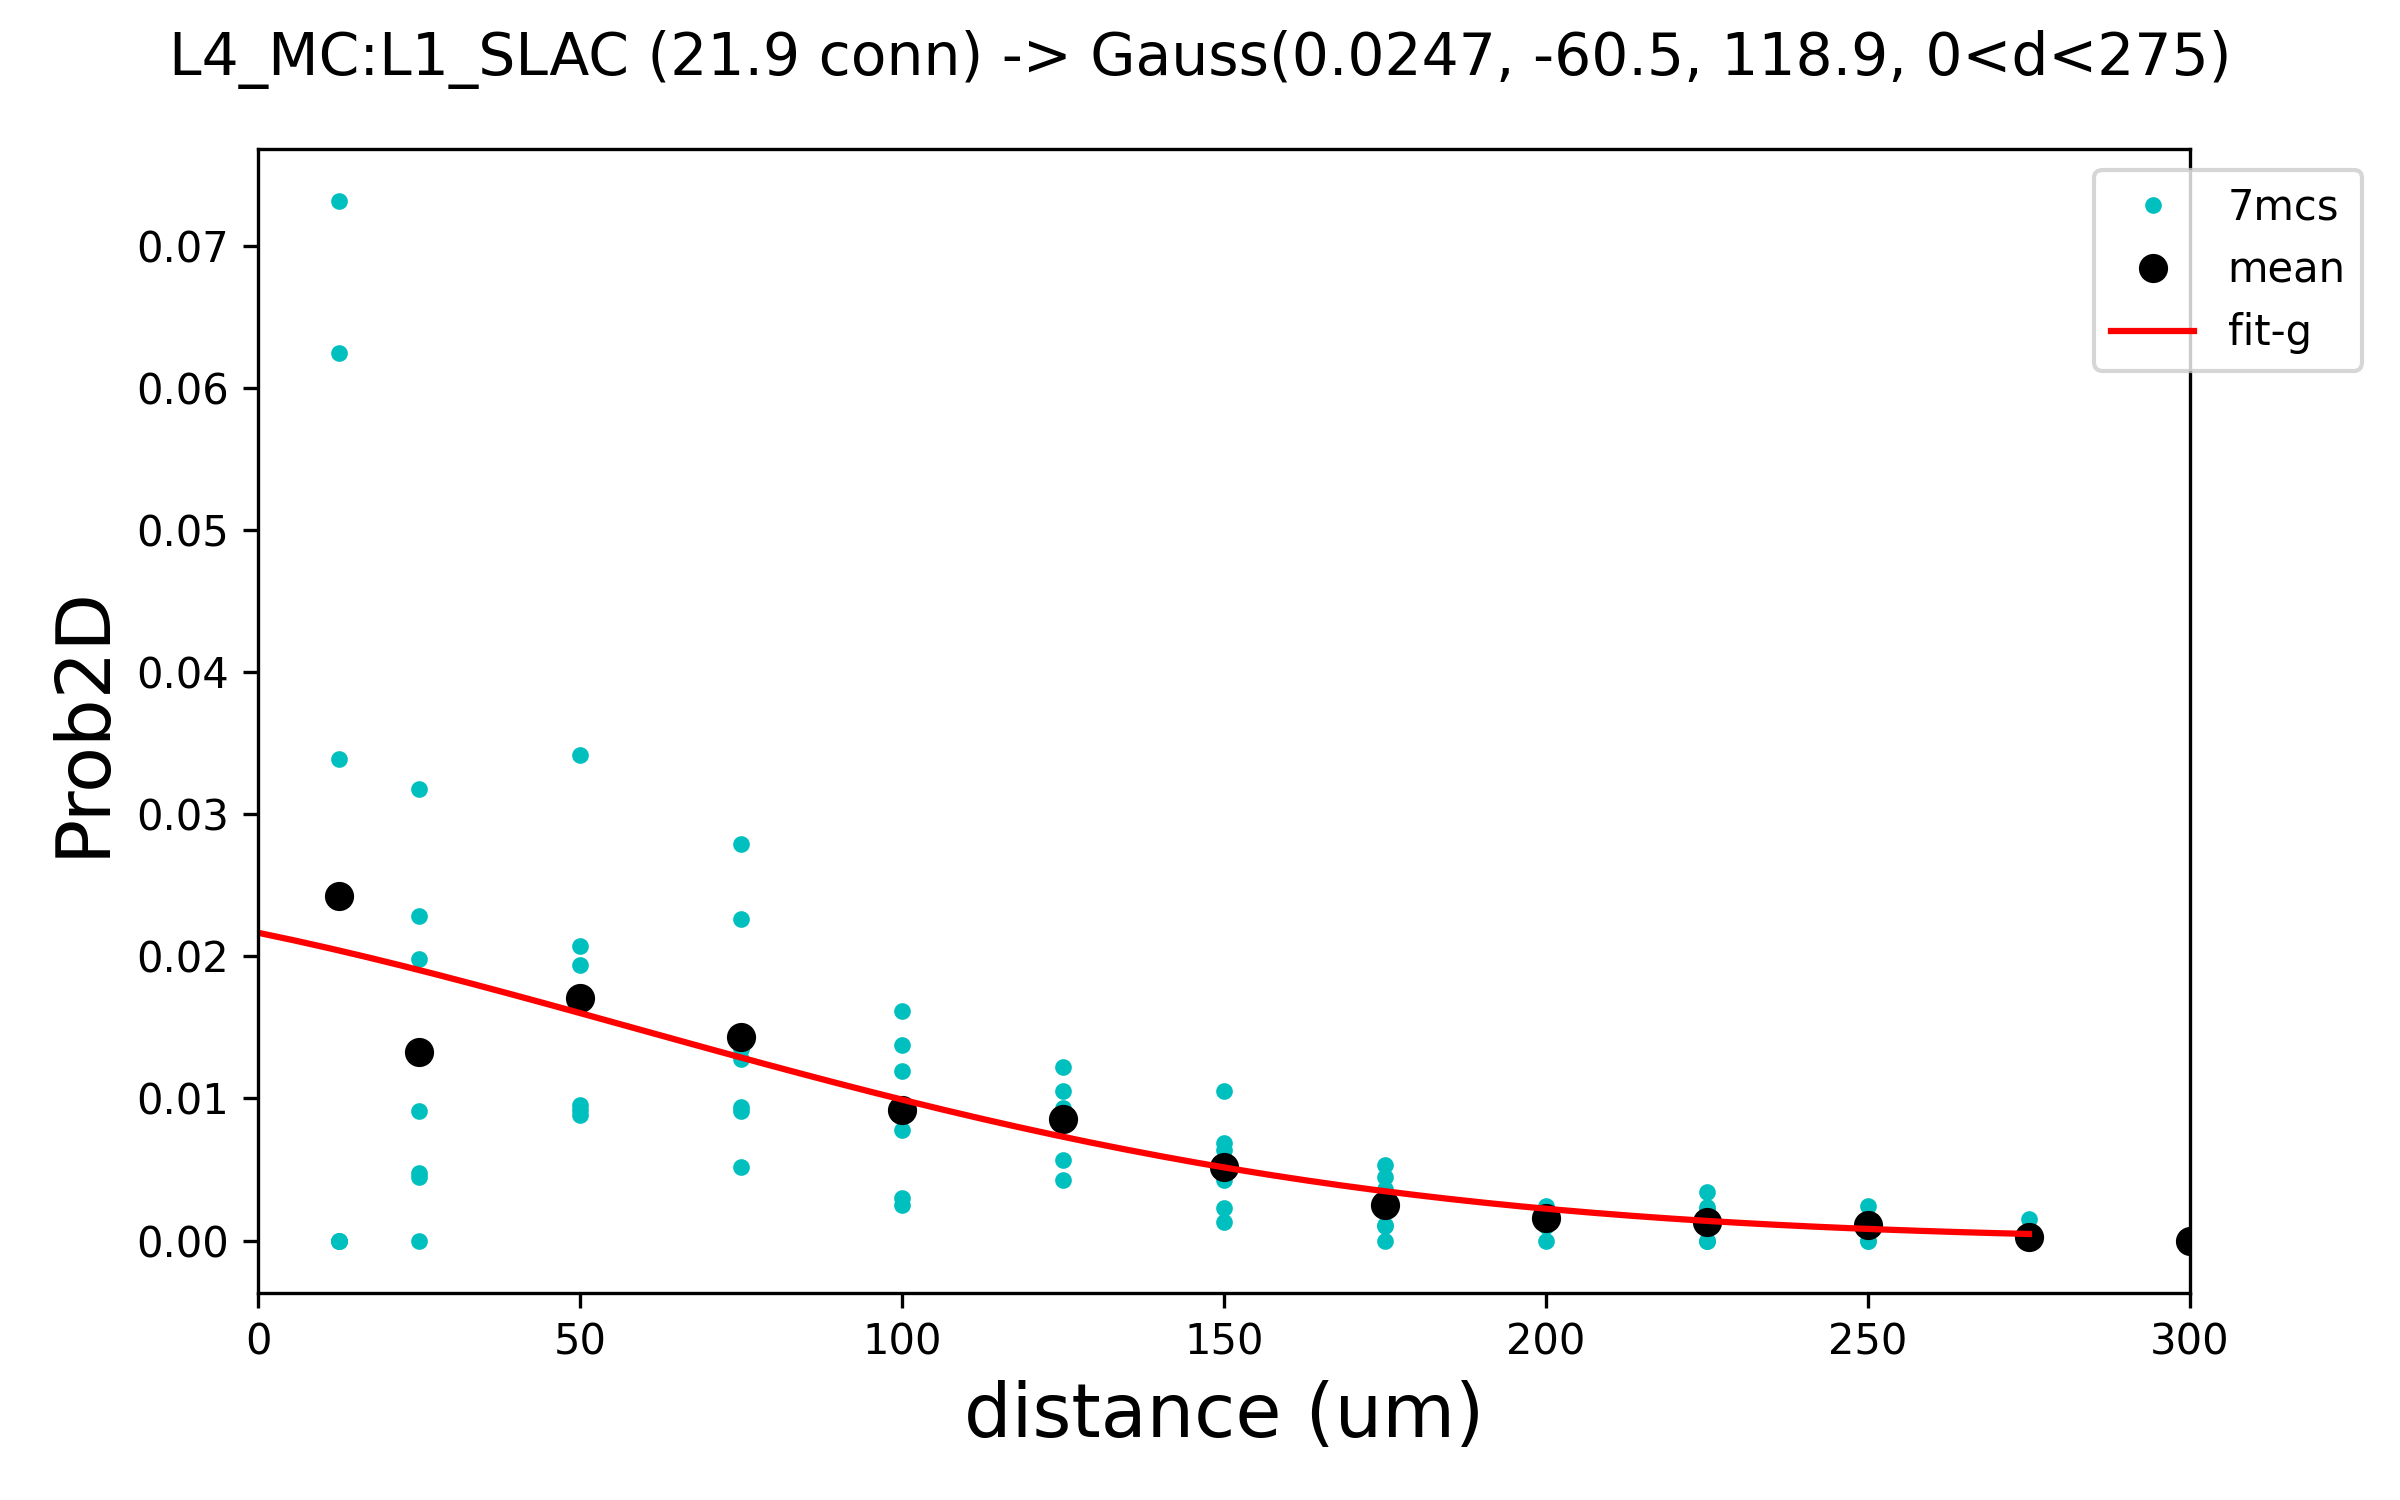 L4_MC:L1_SLAC (21.9 conn) -> Gauss(0.0247, -60.5, 118.9, 0<d<275)
7mcs
mean
fit-g
0.07
0.06
0.05
0.04
0.03
0.02
0.01
0.00
Prob2D
0 50 100 150 200 250 300
distance (um)